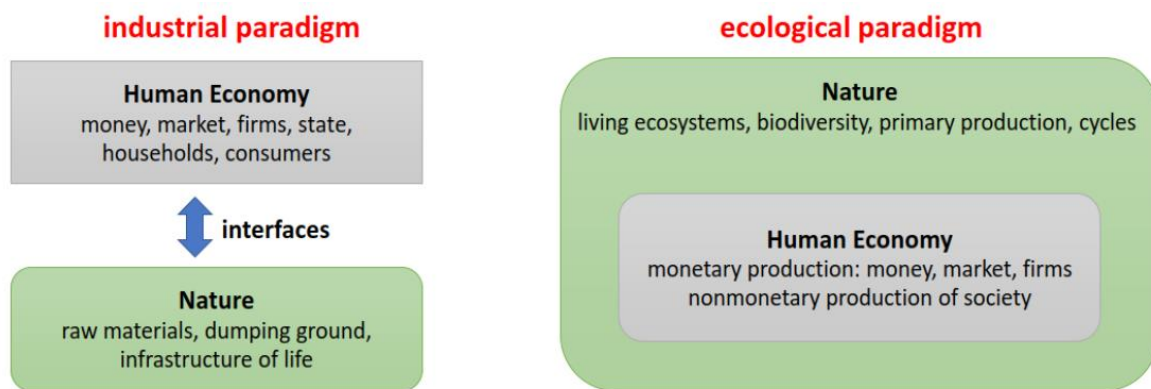 industrial paradigm
Human Economy
money, market, firms, state,
households, consumers
interfaces
Nature
raw materials, dumping ground,
infrastructure of life
ecological paradigm
Nature
living ecosystems, biodiversity, primary production, cycles
Human Economy
monetary production: money, market, firms
nonmonetary production of society